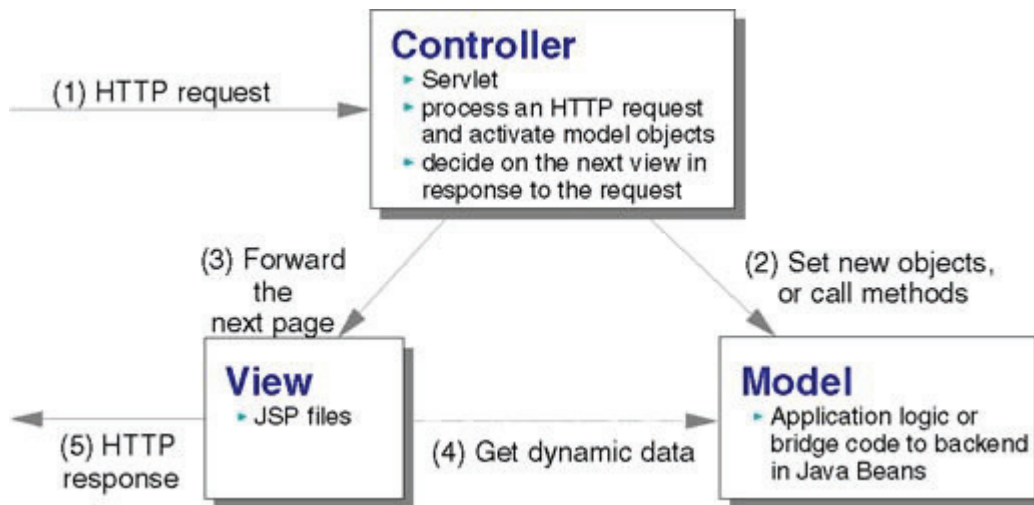 Controller
Servlet
(1) HTTP request
process an HTTP request
and activate model objects
decide on the next view in
response to the request
(3) Forward
the
next page
(2) Set new objects,
or call methods
View
JSP files
Model
Application logic or
bridge code to backend
in Java Beans
(4) Get dynamic data
(5) HTTP
response